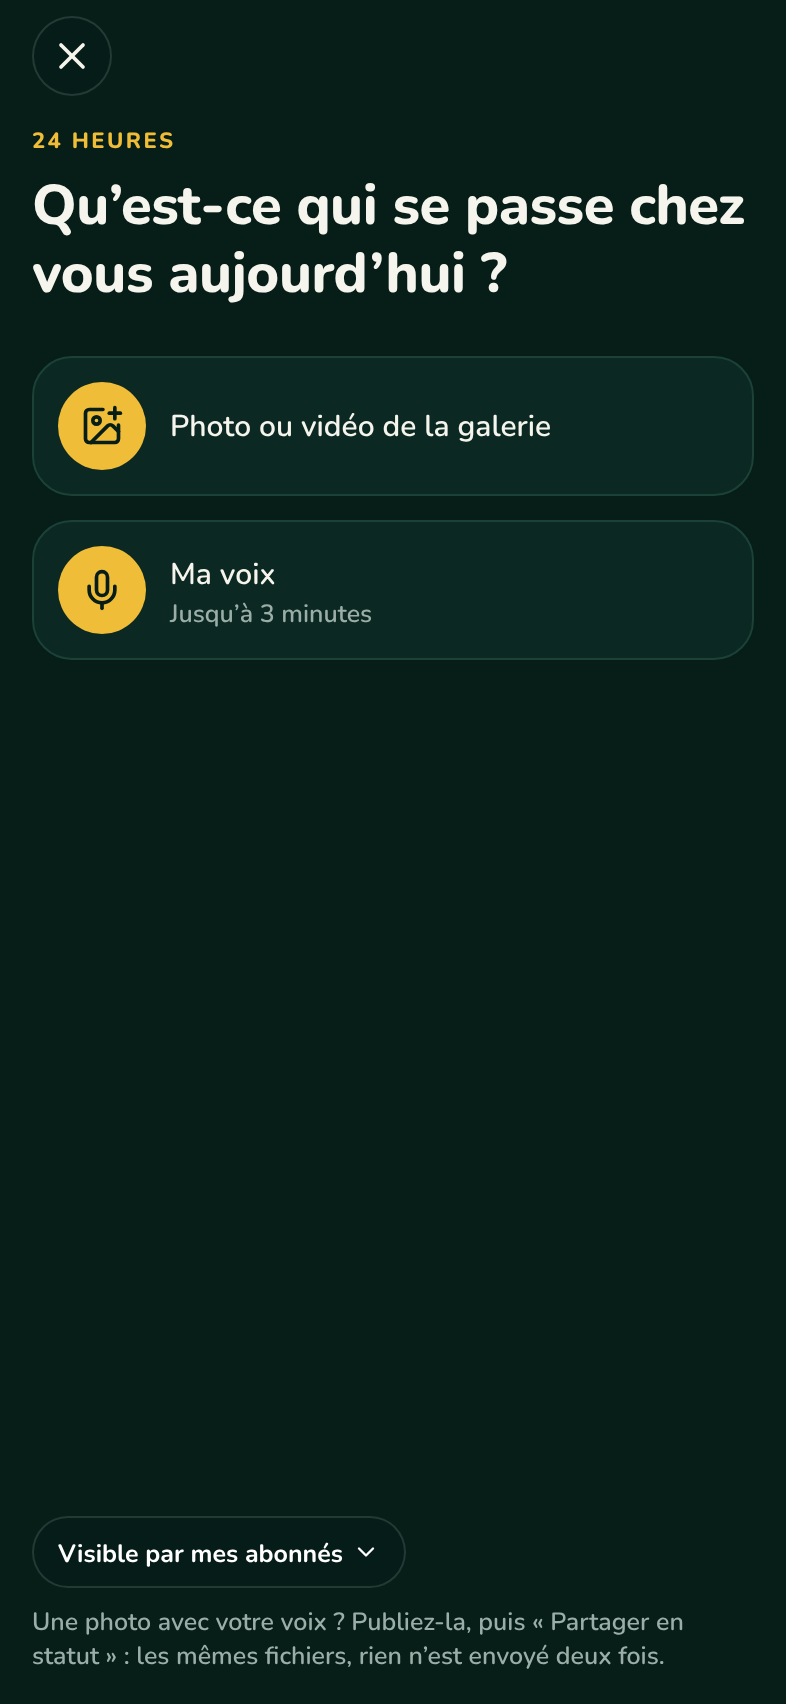 24 HEURES
Qu’est-ce qui se passe chez
vous aujourd’hui ?
Photo ou vidéo de la galerie
Ma voix
Jusqu’à 3 minutes
Visible par mes abonnés
Une photo avec votre voix ? Publiez-la, puis « Partager en
statut » : les mêmes fichiers, rien n’est envoyé deux fois.